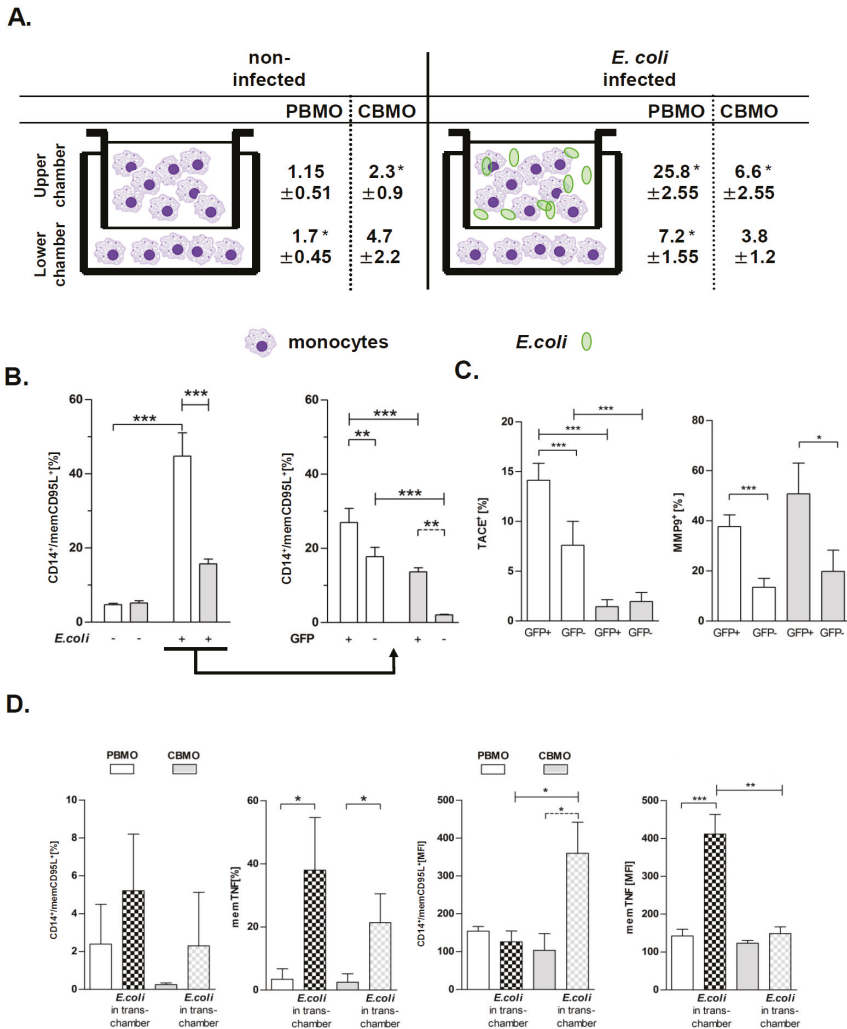 A.
non-
infected
E. coli
infected
PBMO CBMO PBMO CBMO
Upper
chamber
1.15 2.3 * 25.8 * 6.6 *
±0.51 ±0.9 ±2.55 ±2.55
Lower
chamber
1.7 * 4.7 7.2 * 3.8
±0.45 ±2.2 ±1.55 ±1.2
monocytes E.coli
B.
CD14+/memCD95L+[%]
60
40
20
0
***
***
E.coli - - + +
CD14+/memCD95L+[%]
60
40
20
0
***
**
***
**
GFP + - + -
C.
TACE+ [%]
20
15
10
5
0
***
***
***
GFP+ GFP- GFP+ GFP-
MMP9+ [% ]
80
60
40
20
0
*
***
GFP+ GFP- GFP+ GFP-
D.
PBMO CBMO
CD14+/memCD95L+[%]
10
8
6
4
2
0
E.coli E.coli
in trans- in trans-
chamber chamber
memTNF[%]
60
40
20
0
* *
E.coli E.coli
in trans- in trans-
chamber chamber
PBMO CBMO
CD14+/memCD95L+[MFI]
500
400
300
200
100
0
*
*
E.coli E.coli
in trans- in trans-
chamber chamber
memTNF [MFI]
500
400
300
200
100
0
**
***
E.coli E.coli
in trans- in trans-
chamber chamber